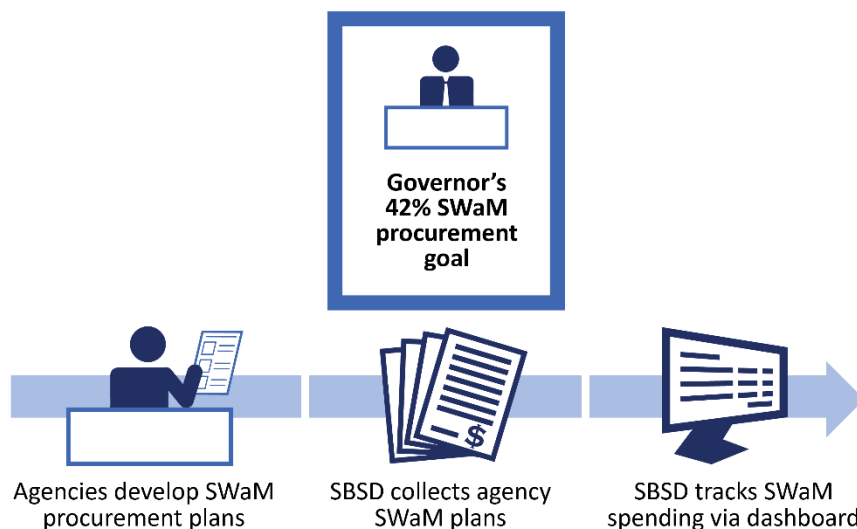 Governor’s
42% SWaM
procurement
goal
$
Agencies develop SWaM
procurement plans
SBSD collects agency
SWaM plans
SBSD tracks SWaM
spending via dashboard